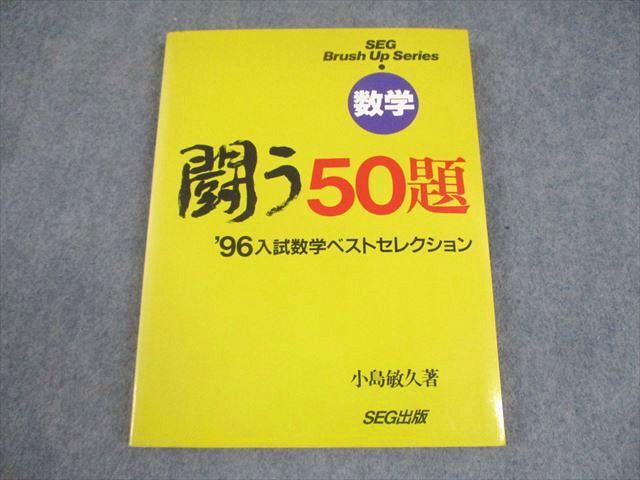 SEG
Brush Up Series
数学
闘う50題
'96入試数学ベストセレクション
小島敏久著
SEG出版